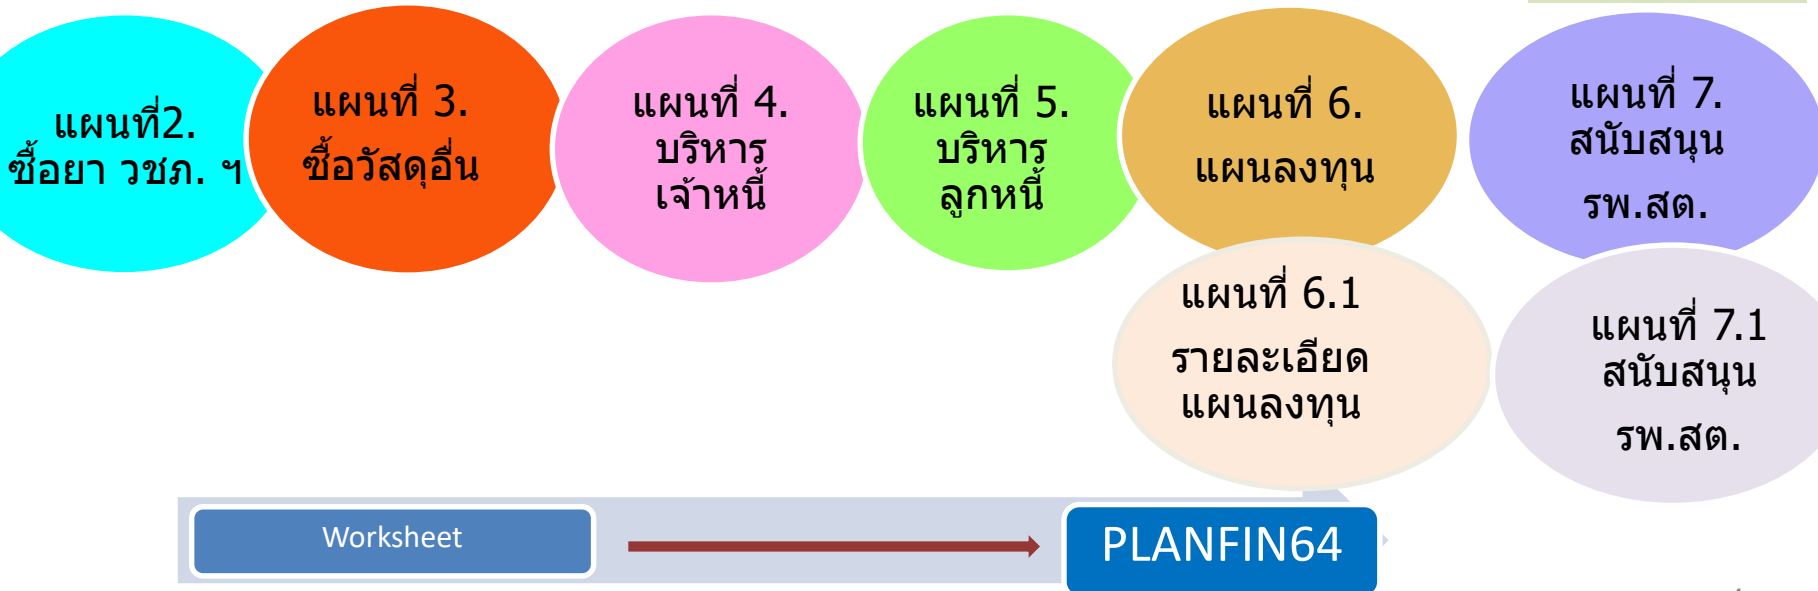 แผนที่2.
ซื้อยา วชภ. ฯ
แผนที่ 3.
ซื้อวัสดุอื่น
แผนที่ 4.
บริหาร
เจ้าหนี้
แผนที่ 5.
บริหาร
ลูกหนี้
แผนที่ 6.
แผนลงทุน
แผนที่ 7.
สนับสนุน
รพ.สต.
แผนที่ 6.1
รายละเอียด
แผนลงทุน
แผนที่ 7.1
สนับสนุน
รพ.สต.
Worksheet
PLANFIN64